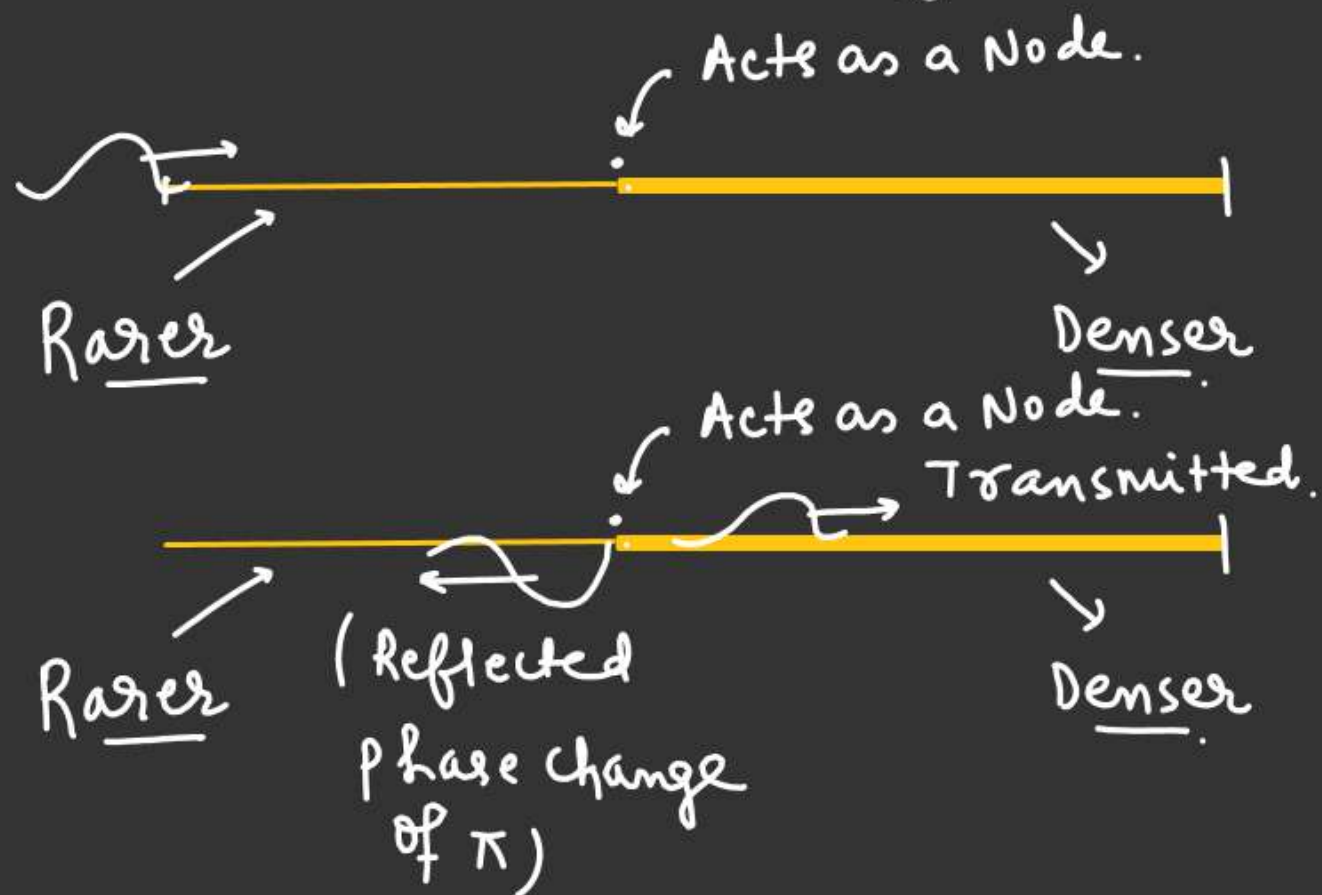 Acts as a Node.
Rarer
Denser.
Acts as a Node.
Transmitted.
Rarer
(Reflected
Phase change
of π)
Denser.